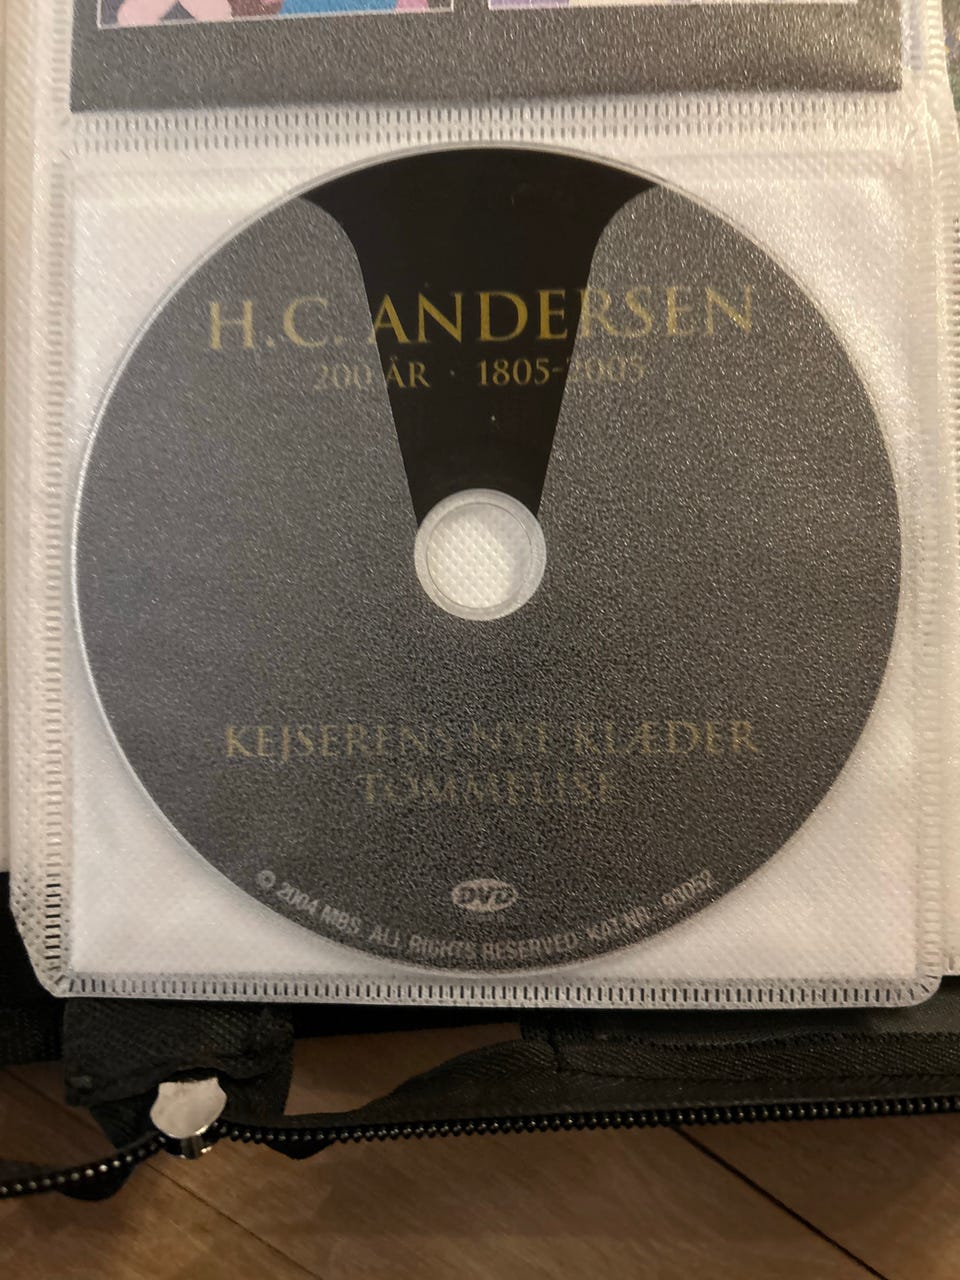 H.C. ANDERSEN
200 ÅR · 1805-2005
KEJSERENS NYE KLÆDER
TOMMELISE
DVD
© 2004 MBS. ALL RIGHTS RESERVED. KAT.NR.: 93052